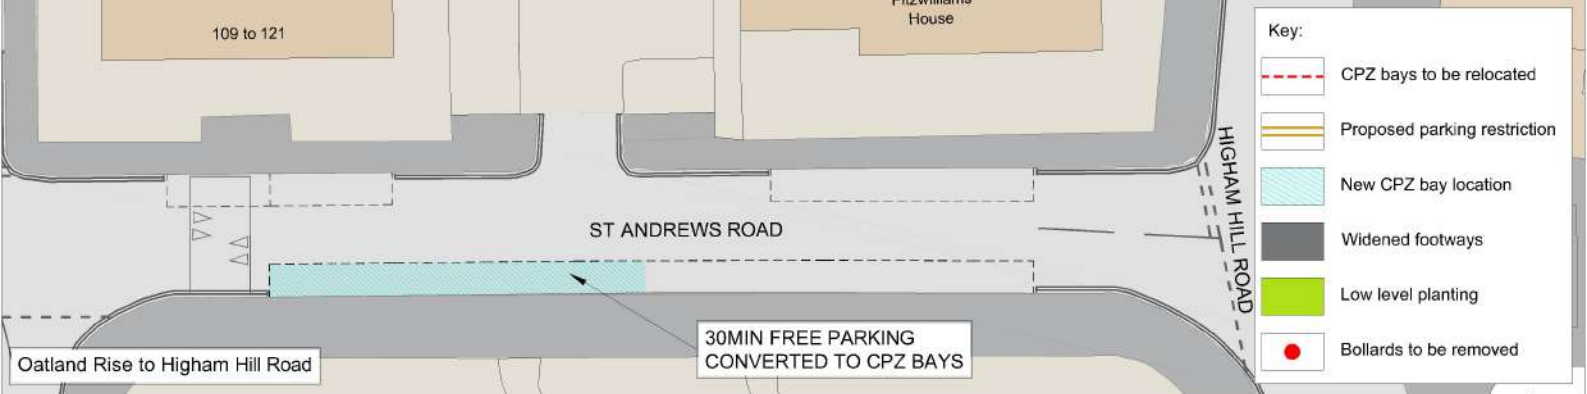 109 to 121
Fitzwilliams
House
ST ANDREWS ROAD
HIGHAM HILL ROAD
30MIN FREE PARKING
CONVERTED TO CPZ BAYS
Oatland Rise to Higham Hill Road
Key:
CPZ bays to be relocated
Proposed parking restriction
New CPZ bay location
Widened footways
Low level planting
Bollards to be removed